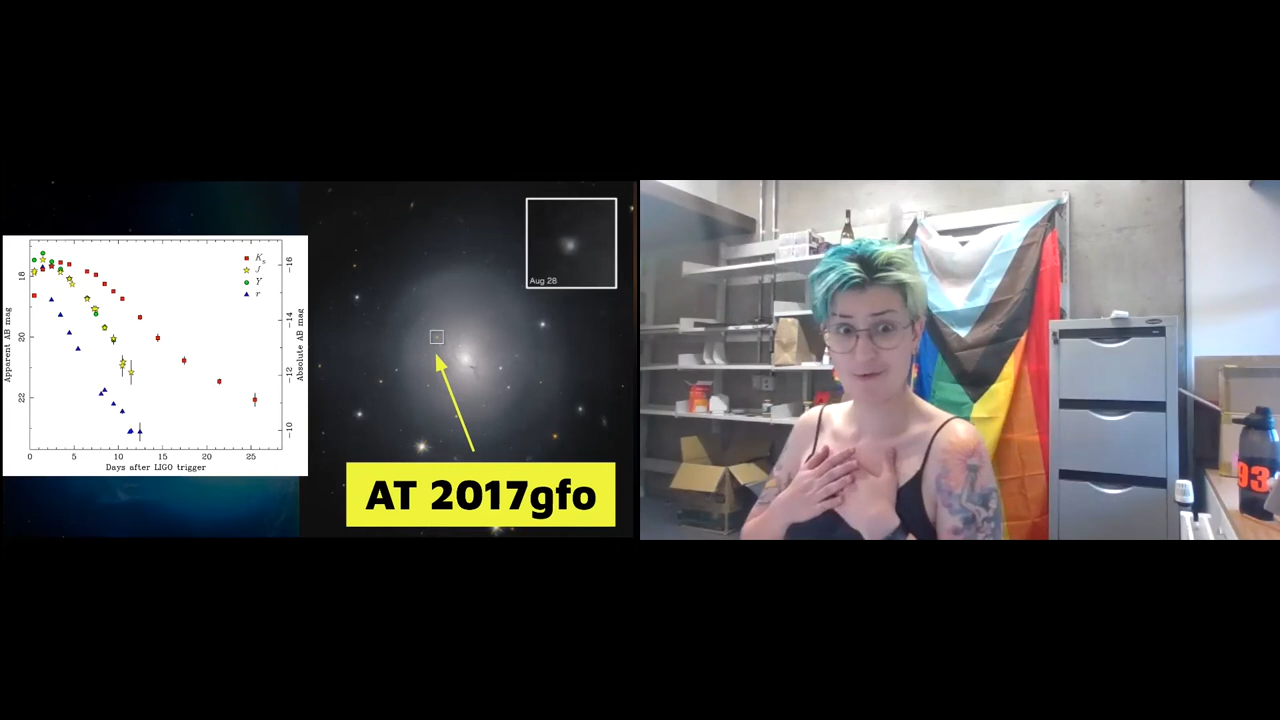 18
20
22
Apparent AB mag
−16
−14
−12
−10
Absolute AB mag
Ks
J
Y
r
0 5 10 15 20 25
Days after LIGO trigger
Aug 28
AT 2017gfo
93